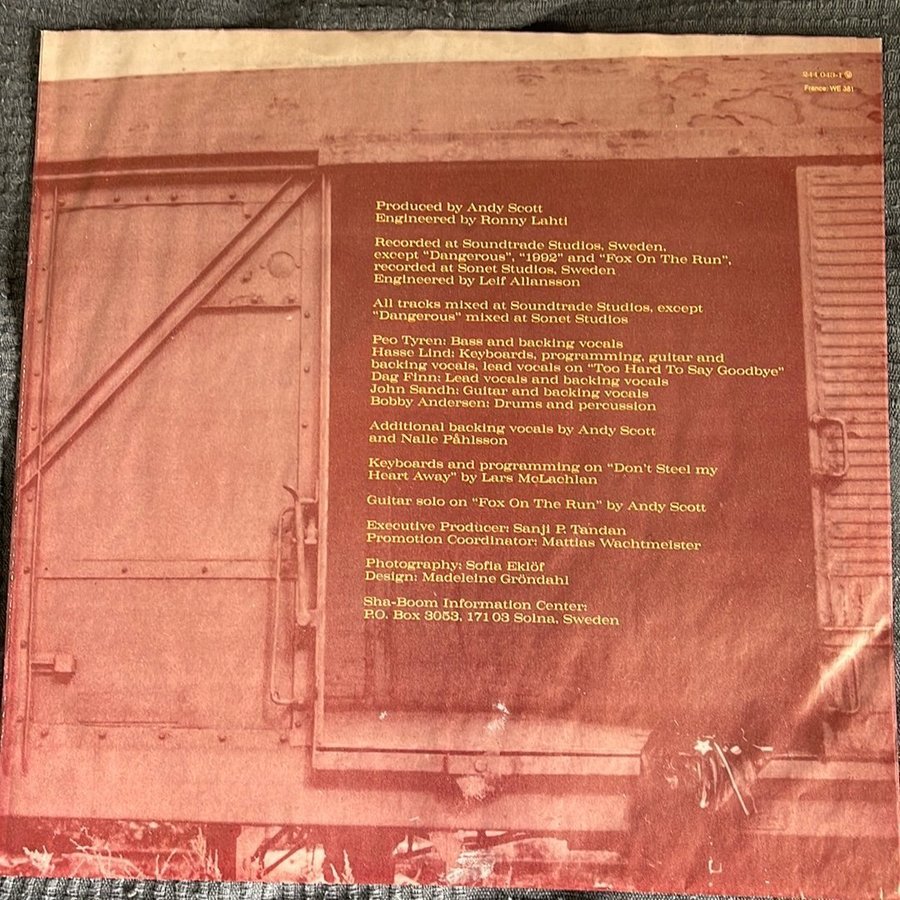 244 049-1
France: WE 381
Produced by Andy Scott
Engineered by Ronny Lahti
Recorded at Soundtrade Studios, Sweden,
except “Dangerous”, “1992” and “Fox On The Run”,
recorded at Sonet Studios, Sweden
Engineered by Leif Allansson
All tracks mixed at Soundtrade Studios, except
“Dangerous” mixed at Sonet Studios
Peo Tyren: Bass and backing vocals
Hasse Lind: Keyboards, programming, guitar and
backing vocals, lead vocals on “Too Hard To Say Goodbye”
Dag Finn: Lead vocals and backing vocals
John Sandh: Guitar and backing vocals
Bobby Andersen: Drums and percussion
Additional backing vocals by Andy Scott
and Nalle Påhlsson
Keyboards and programming on “Don't Steel my
Heart Away” by Lars McLachlan
Guitar solo on “Fox On The Run” by Andy Scott
Executive Producer: Sanji P. Tandan
Promotion Coordinator: Mattias Wachtmeister
Photography: Sofia Eklöf
Design: Madeleine Gröndahl
Sha-Boom Information Center:
P.O. Box 3053, 171 03 Solna, Sweden